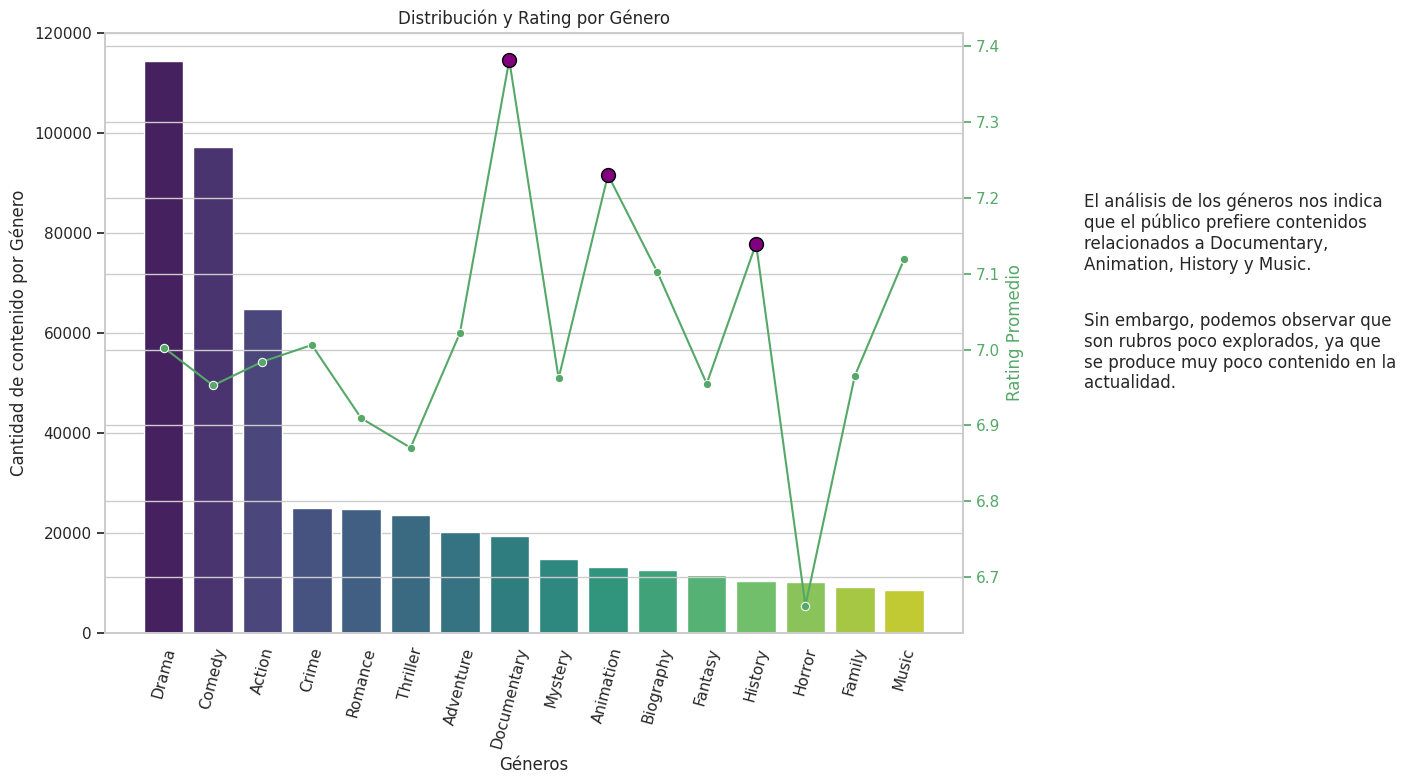 Distribución y Rating por Género
Cantidad de contenido por Género
120000
100000
80000
60000
40000
20000
0
Drama
Comedy
Action
Crime
Romance
Thriller
Adventure
Documentary
Mystery
Animation
Biography
Fantasy
History
Horror
Family
Music
Géneros
7.4
7.3
7.2
7.1
7.0
6.9
6.8
6.7
Rating Promedio
El análisis de los géneros nos indica
que el público prefiere contenidos
relacionados a Documentary,
Animation, History y Music.
Sin embargo, podemos observar que
son rubros poco explorados, ya que
se produce muy poco contenido en la
actualidad.